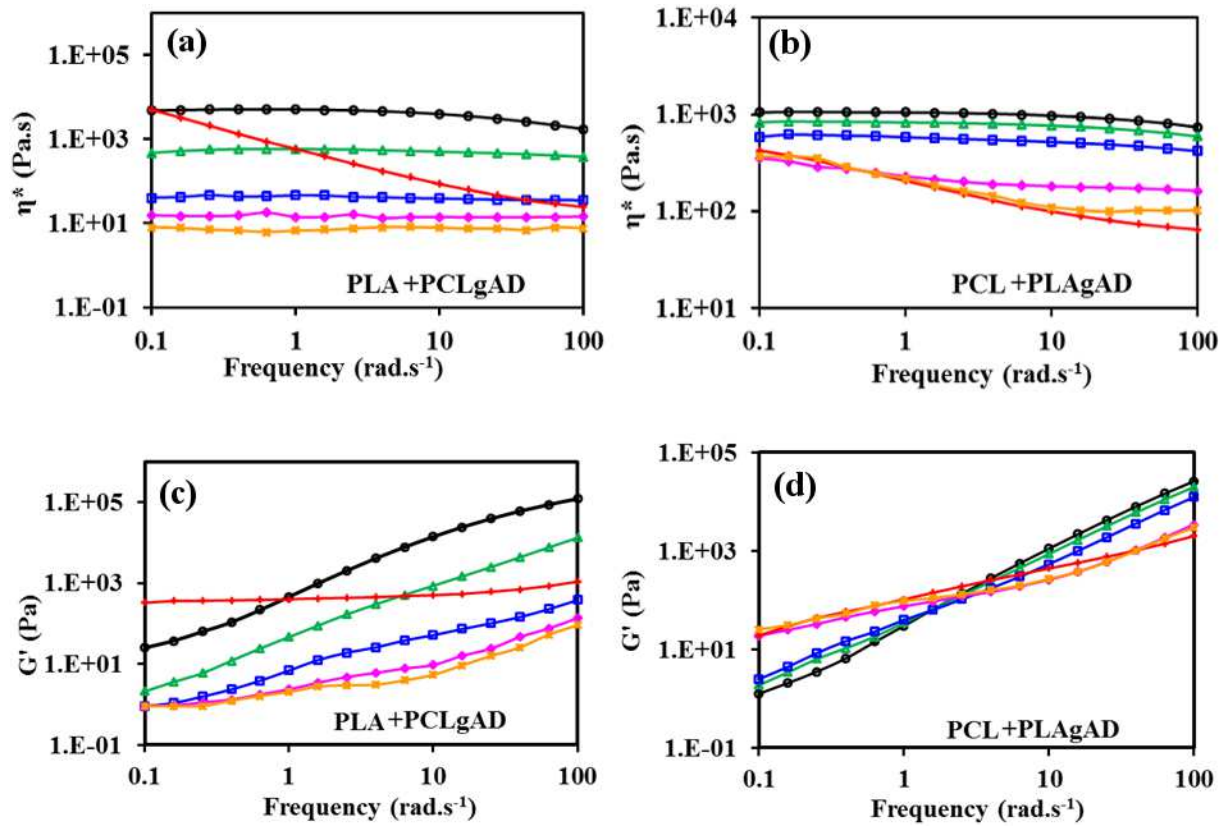 (a)
η* (Pa.s)
1.E+05
1.E+03
1.E+01
1.E-01
PLA+PCLgAD
0.1 1 10 100
Frequency (rad.s-1)
(b)
η* (Pa.s)
1.E+04
1.E+03
1.E+02
1.E+01
PCL+PLAgAD
0.1 1 10 100
Frequency (rad.s-1)
(c)
G' (Pa)
1.E+05
1.E+03
1.E+01
1.E-01
PLA+PCLgAD
0.1 1 10 100
Frequency (rad.s-1)
(d)
G' (Pa)
1.E+05
1.E+03
1.E+01
1.E-01
PCL+PLAgAD
0.1 1 10 100
Frequency (rad.s-1)